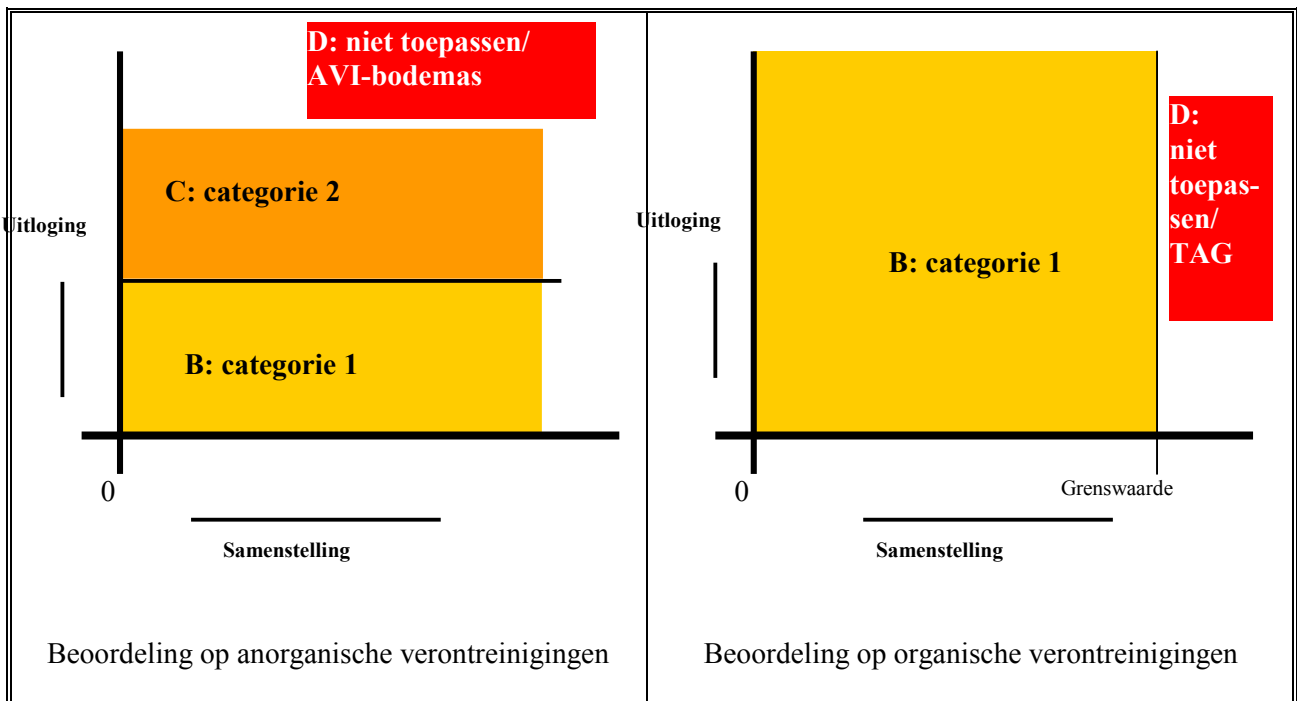 D: niet toepassen/
AVI-bodemas
C: categorie 2
Uitloging
B: categorie 1
0
Samenstelling
Beoordeling op anorganische verontreinigingen
D:
niet
toepas-
sen/
TAG
Uitloging
B: categorie 1
0
Grenswaarde
Samenstelling
Beoordeling op organische verontreinigingen